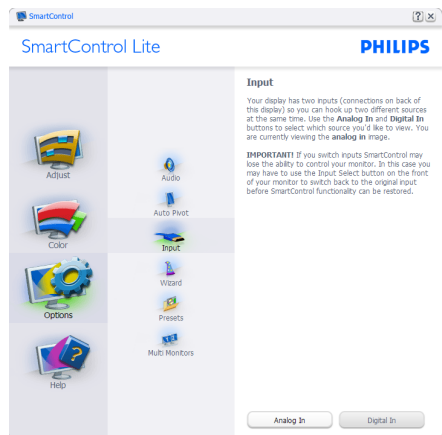 SmartControl
SmartControl Lite
PHILIPS
Adjust
Color
Options
Help
Audio
Auto Pivot
Input
Wizard
Presets
Multi Monitors
Input
Your display has two inputs (connections on back of
this display) so you can hook up two different sources
at the same time. Use the Analog In and Digital In
buttons to select which source you'd like to view. You
are currently viewing the analog in image.
IMPORTANT! If you switch inputs SmartControl may
lose the ability to control your monitor. In this case you
may have to use the Input Select button on the front
of your monitor to switch back to the original input
before SmartControl functionality can be restored.
Analog In
Digital In